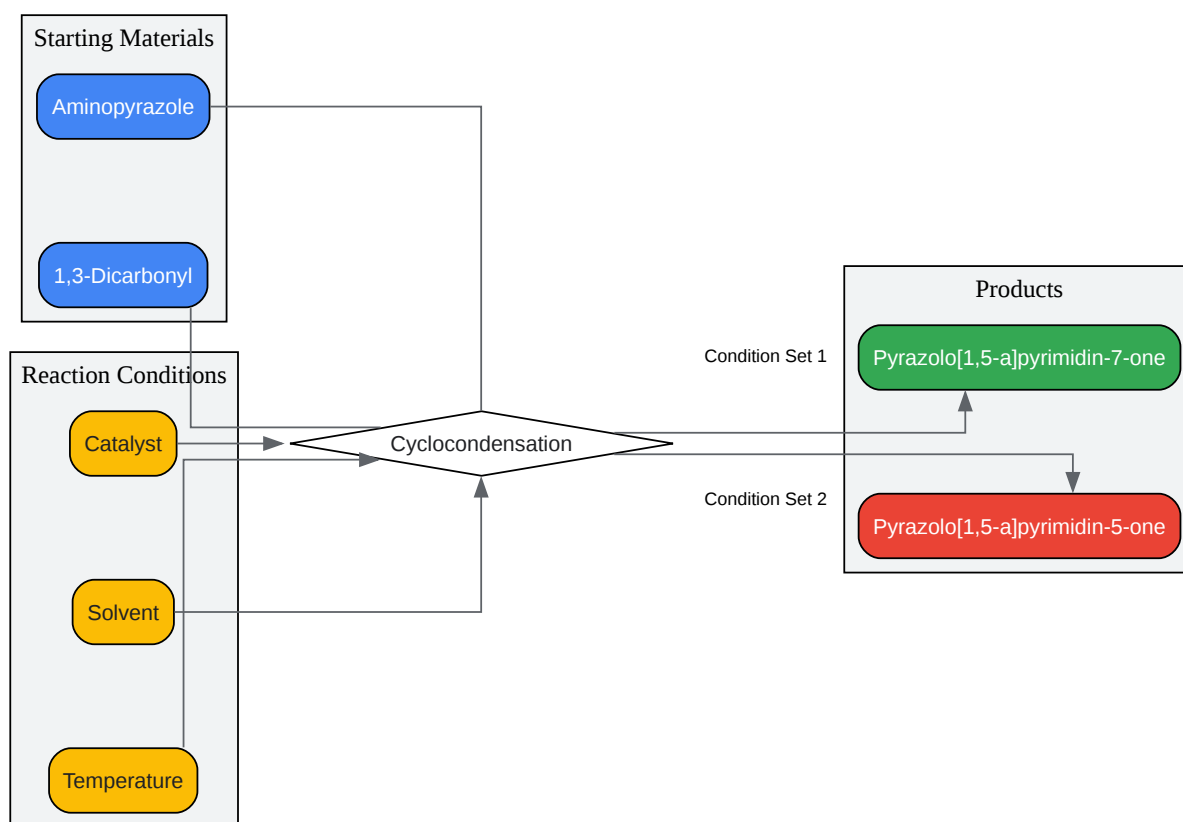 Starting Materials
Aminopyrazole
1,3-Dicarbonyl
Reaction Conditions
Catalyst
Solvent
Temperature
Cyclocondensation
Condition Set 1
Condition Set 2
Products
Pyrazolo[1,5-a]pyrimidin-7-one
Pyrazolo[1,5-a]pyrimidin-5-one